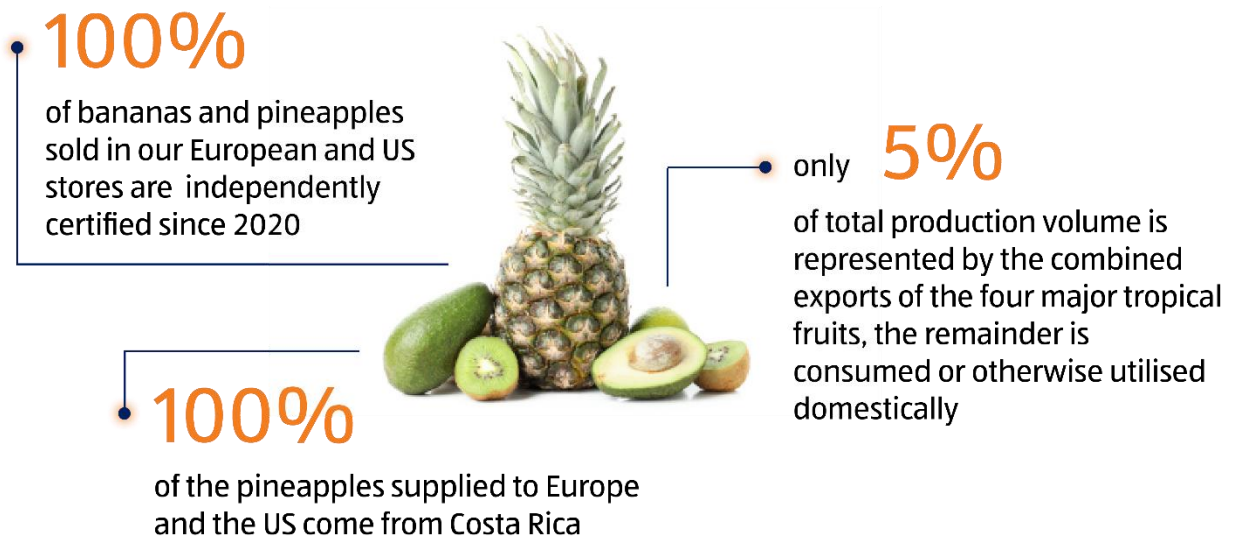 100%
of bananas and pineapples
sold in our European and US
stores are independently
certified since 2020
only 5%
of total production volume is
represented by the combined
exports of the four major tropical
fruits, the remainder is
consumed or otherwise utilised
domestically
100%
of the pineapples supplied to Europe
and the US come from Costa Rica